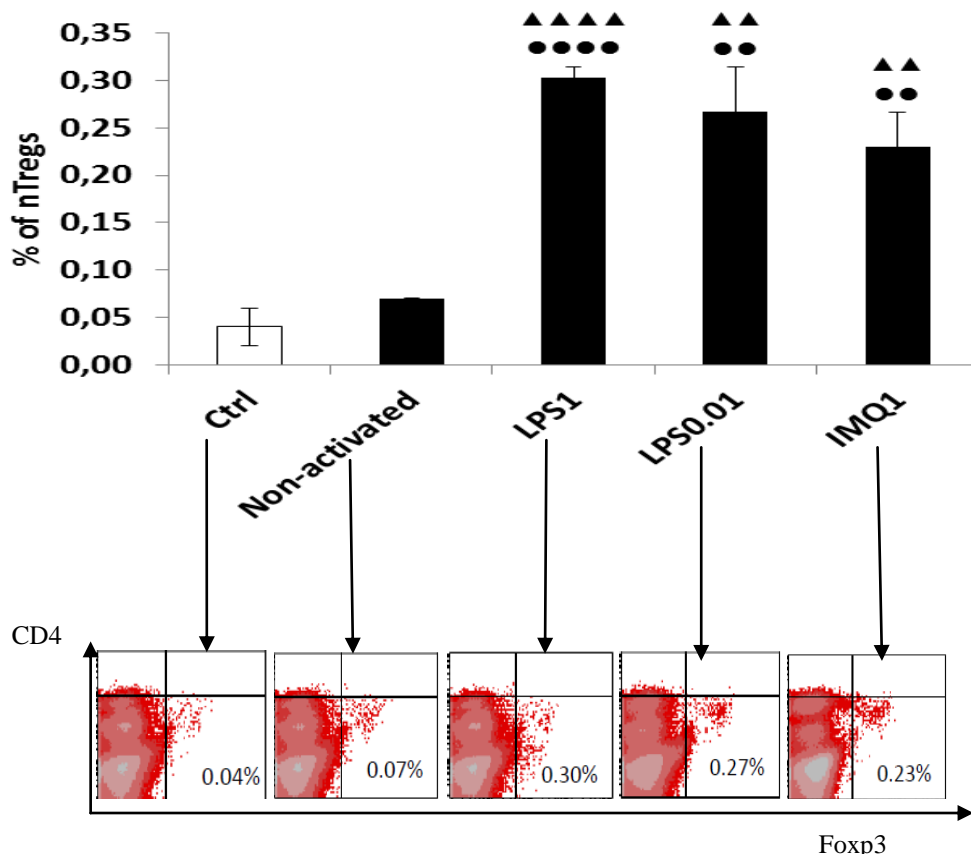 % of nTregs
0,35
0,30
0,25
0,20
0,15
0,10
0,05
0,00
Ctrl
Non-activated
LPS1
LPS0.01
IMQ1
CD4
0.04%
0.07%
0.30%
0.27%
0.23%
Foxp3